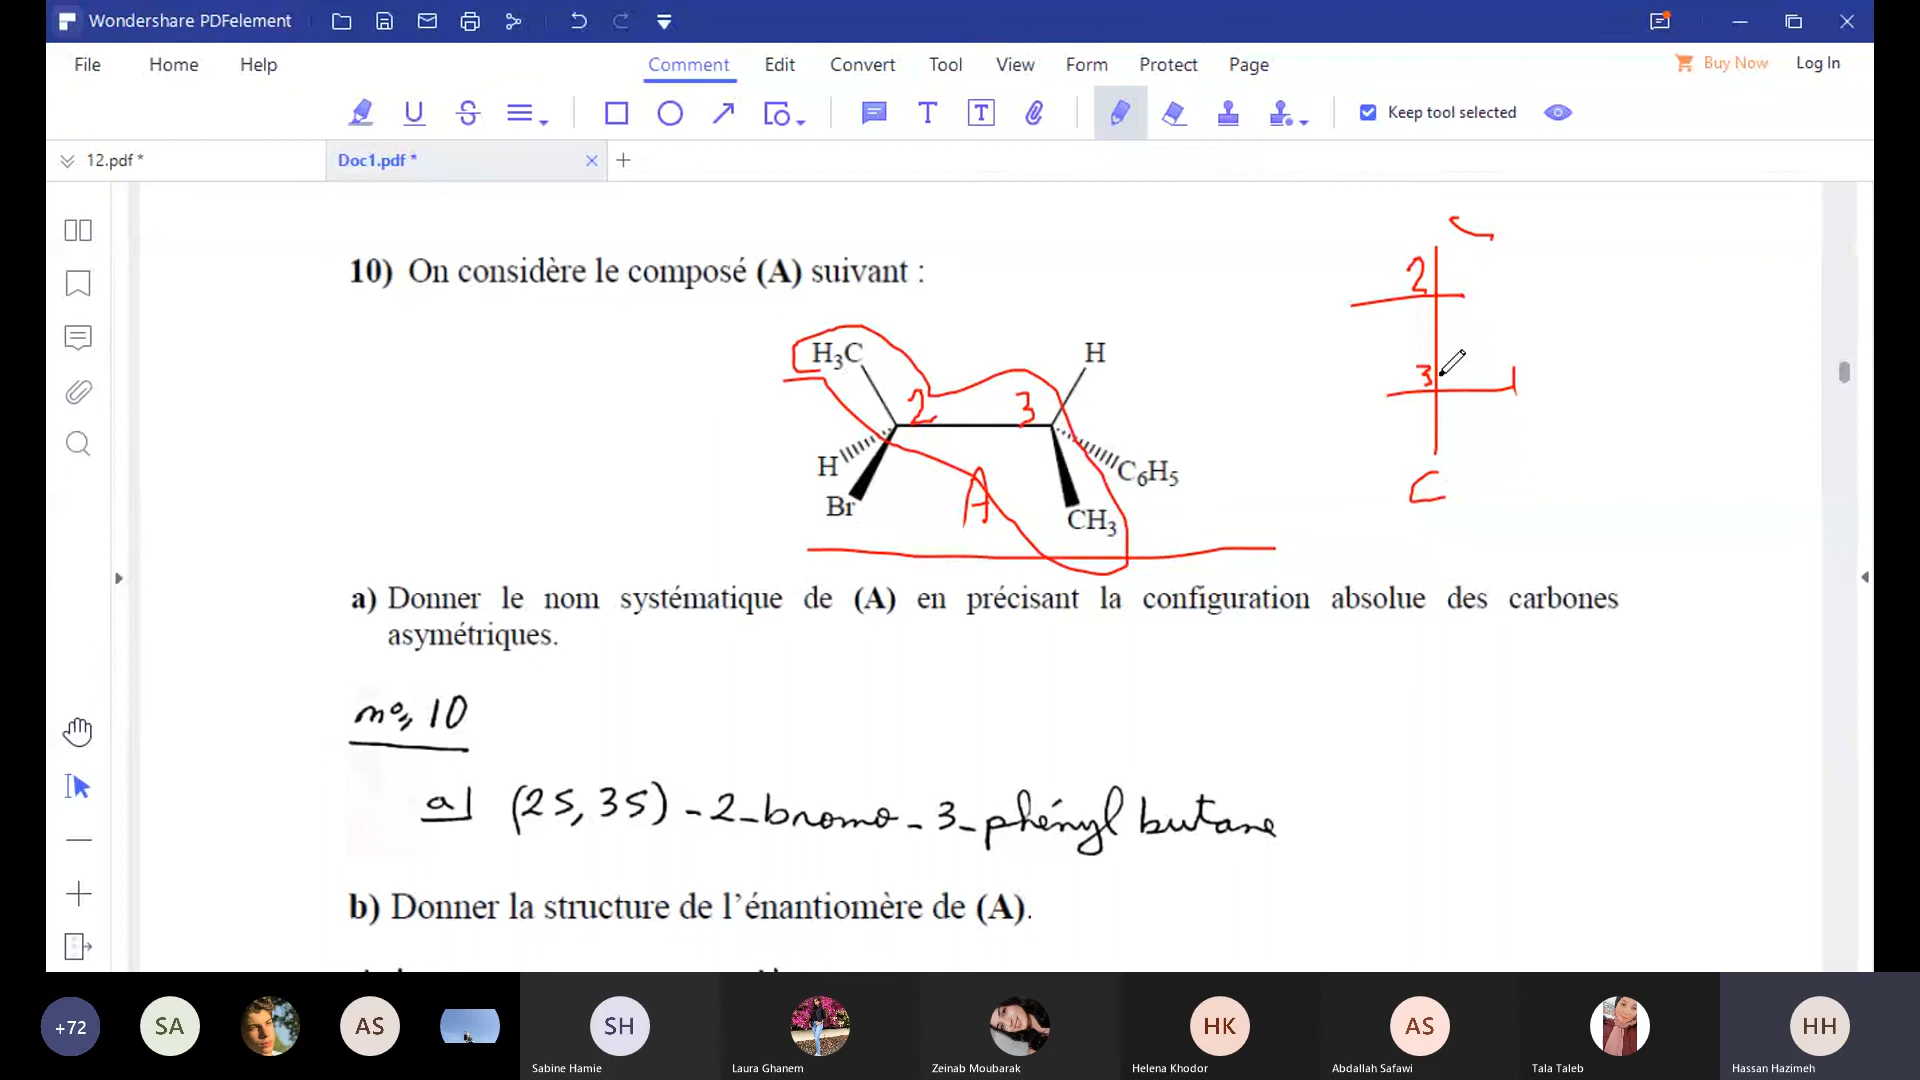 Wondershare PDFelement
File Home Help Comment Edit Convert Tool View Form Protect Page Buy Now Log In
Keep tool selected
12.pdf * Doc1.pdf *
10) On considère le composé (A) suivant :
H₃C H
2 3
H C₆H₅
Br A CH₃
2
3
C
a) Donner le nom systématique de (A) en précisant la configuration absolue des carbones
asymétriques.
n°, 10
a) (2S, 3S) - 2 - bromo - 3 - phényl butane
b) Donner la structure de l'énantiomère de (A).
+72 SA AS SH HK AS HH
Sabine Hamie Laura Ghanem Zeinab Moubarak Helena Khodor Abdallah Safawi Tala Taleb Hassan Hazimeh